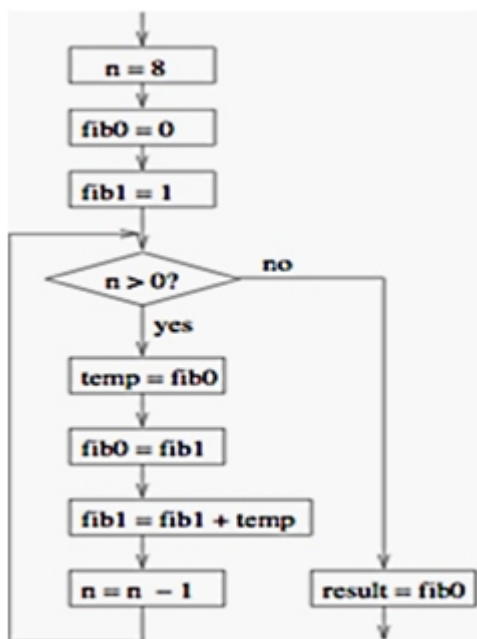 n = 8
fib0 = 0
fib1 = 1
n > 0?
no
yes
temp = fib0
fib0 = fib1
fib1 = fib1 + temp
n = n - 1
result = fib0